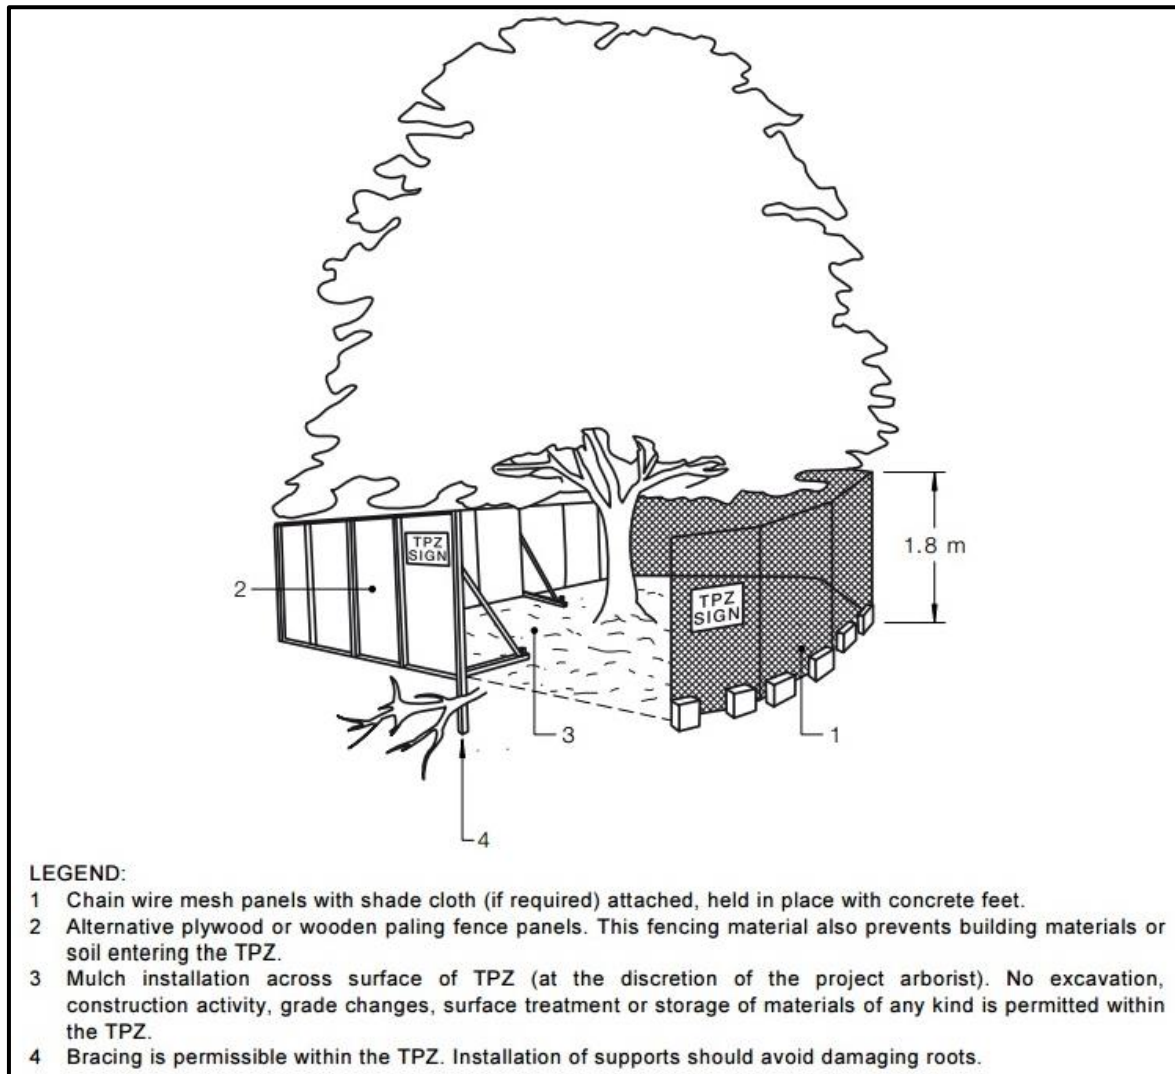 TPZ
SIGN
1.8 m
2
TPZ
SIGN
3
1
4
LEGEND:
1 Chain wire mesh panels with shade cloth (if required) attached, held in place with concrete feet.
2 Alternative plywood or wooden paling fence panels. This fencing material also prevents building materials or
soil entering the TPZ.
3 Mulch installation across surface of TPZ (at the discretion of the project arborist). No excavation,
construction activity, grade changes, surface treatment or storage of materials of any kind is permitted within
the TPZ.
4 Bracing is permissible within the TPZ. Installation of supports should avoid damaging roots.